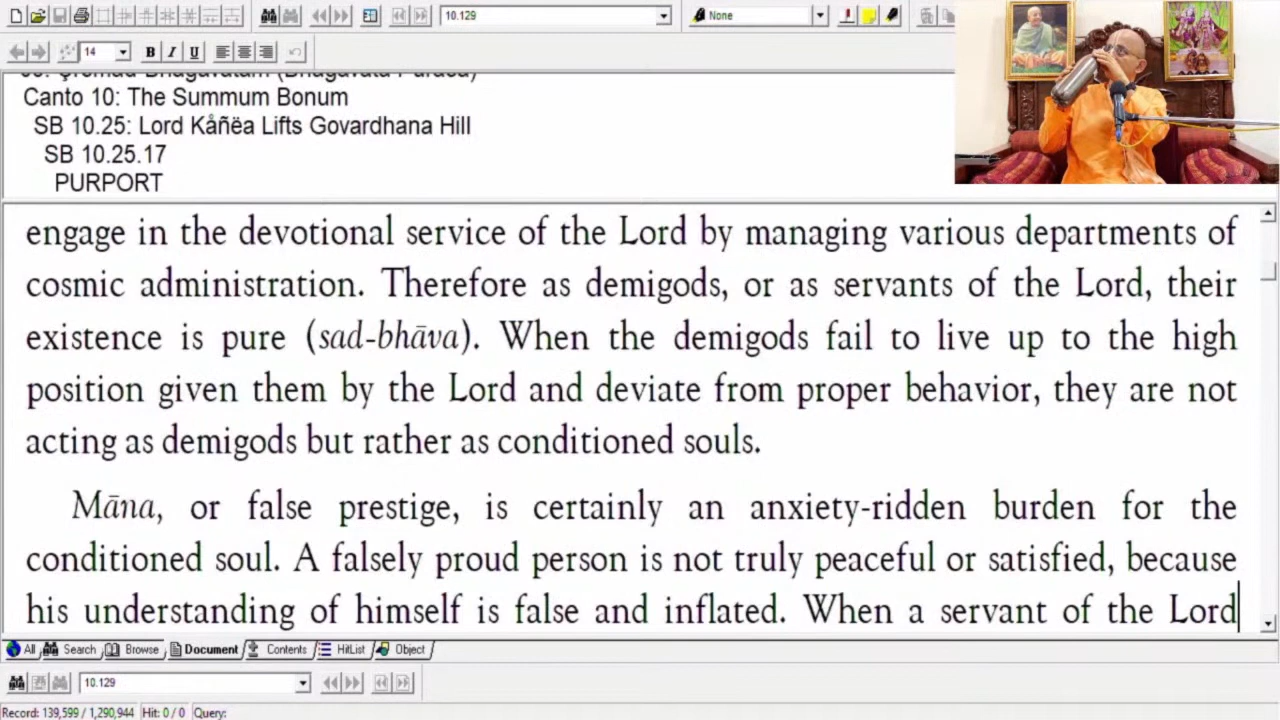 10.129
None
14
B I U
35: Çrémad Bhägavatam (Bhägavata Puräëa)
Canto 10: The Summum Bonum
SB 10.25: Lord Kåñëa Lifts Govardhana Hill
SB 10.25.17
PURPORT
engage in the devotional service of the Lord by managing various departments of
cosmic administration. Therefore as demigods, or as servants of the Lord, their
existence is pure (sad-bhāva). When the demigods fail to live up to the high
position given them by the Lord and deviate from proper behavior, they are not
acting as demigods but rather as conditioned souls.
Māna, or false prestige, is certainly an anxiety-ridden burden for the
conditioned soul. A falsely proud person is not truly peaceful or satisfied, because
his understanding of himself is false and inflated. When a servant of the Lord
All Search Browse Document Contents HitList Object
10.129
Record: 139,599 / 1,290,944 Hit: 0 / 0 Query: